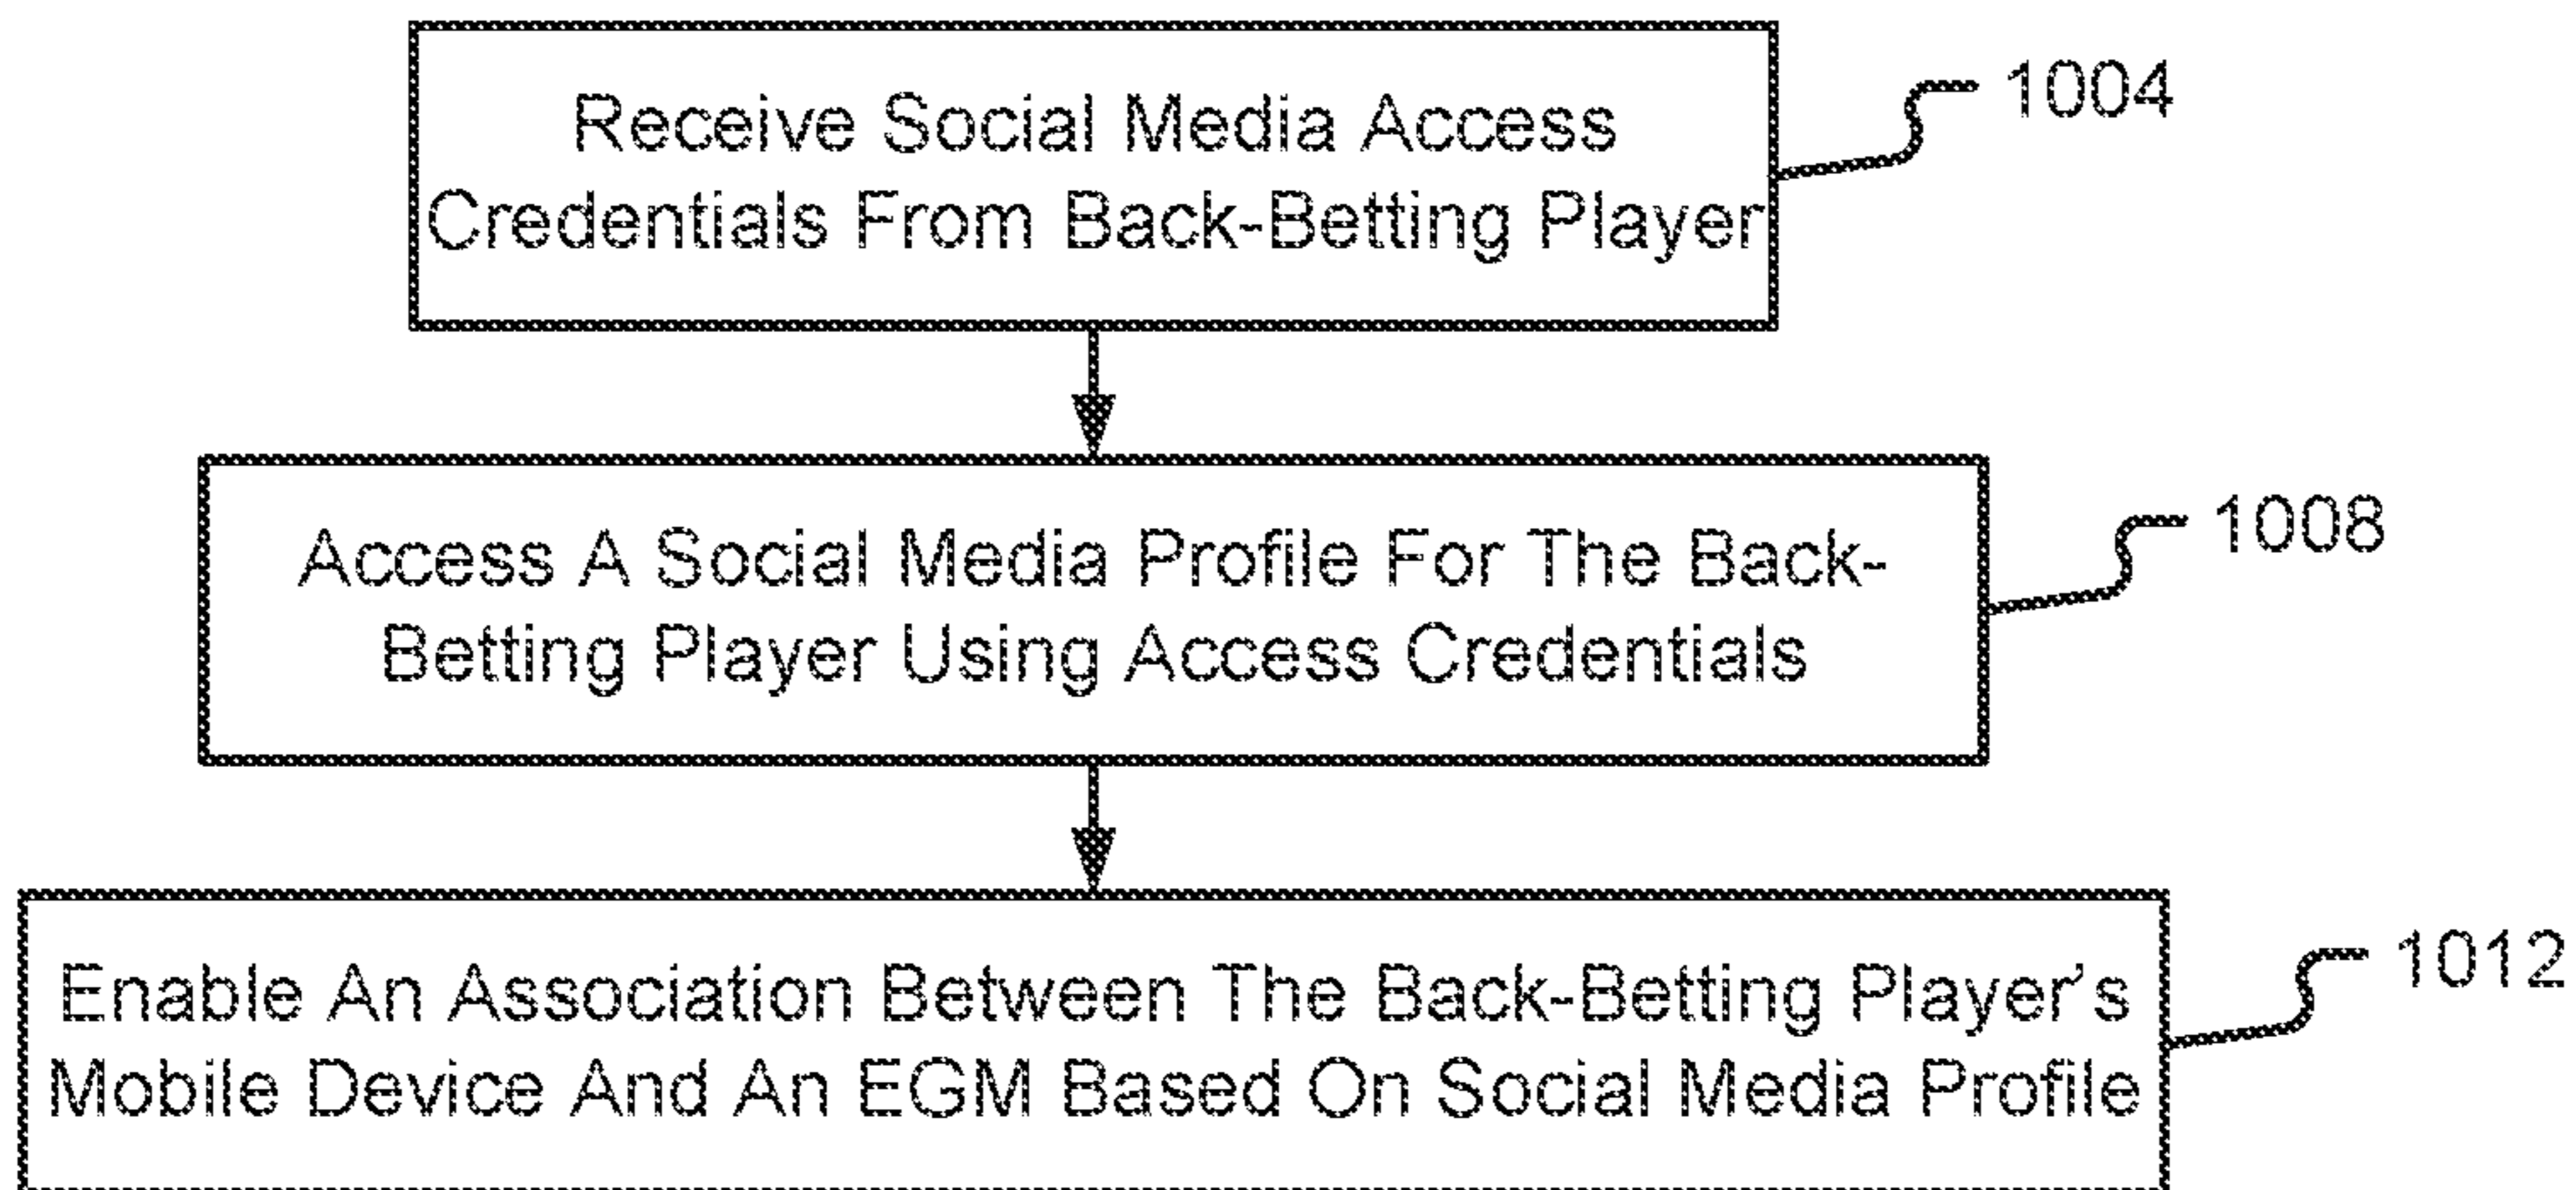 Receive Social Media Access
Credentials From Back-Betting Player
1004
Access A Social Media Profile For The Back-
Betting Player Using Access Credentials
1008
Enable An Association Between The Back-Betting Player's
Mobile Device And An EGM Based On Social Media Profile
1012